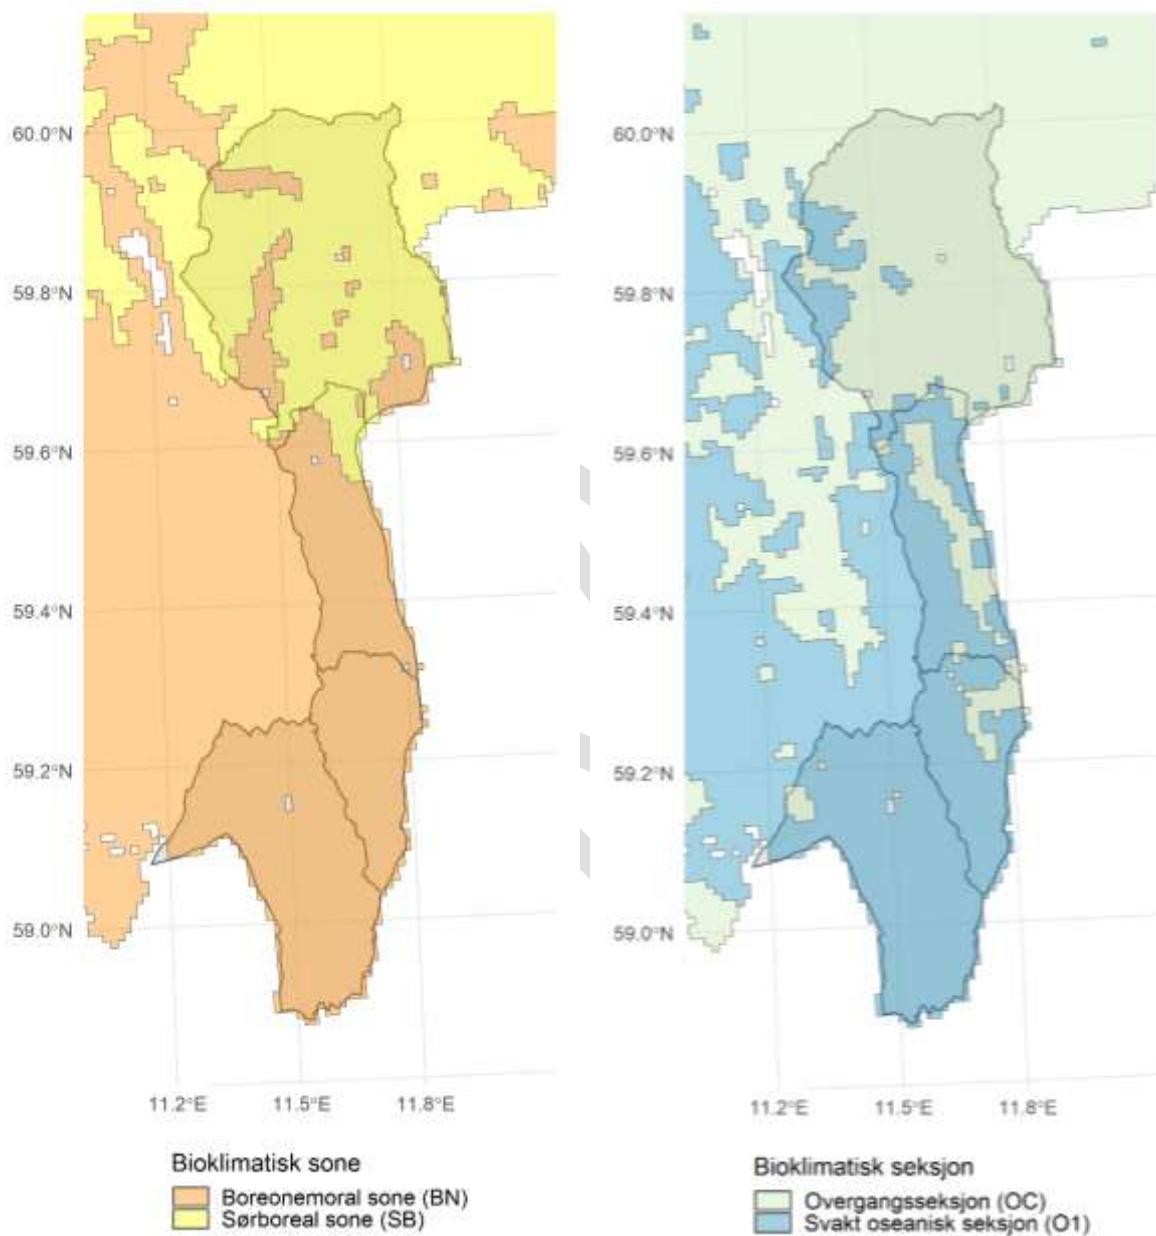 60.0°N
59.8°N
59.6°N
59.4°N
59.2°N
59.0°N
11.2°E 11.5°E 11.8°E
Bioklimatisk sone
Boreonemoral sone (BN)
Sørboreal sone (SB)
60.0°N
59.8°N
59.6°N
59.4°N
59.2°N
59.0°N
11.2°E 11.5°E 11.8°E
Bioklimatisk seksjon
Overgangsseksjon (OC)
Svakt oseanisk seksjon (O1)